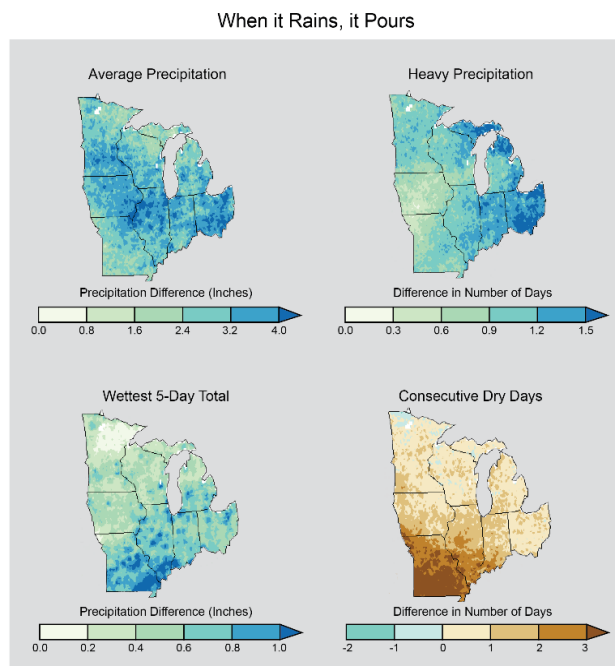 When it Rains, it Pours
Average Precipitation
Heavy Precipitation
Precipitation Difference (Inches)
0.0 0.8 1.6 2.4 3.2 4.0
Difference in Number of Days
0.0 0.3 0.6 0.9 1.2 1.5
Wettest 5-Day Total
Consecutive Dry Days
Precipitation Difference (Inches)
0.0 0.2 0.4 0.6 0.8 1.0
Difference in Number of Days
-2 -1 0 1 2 3